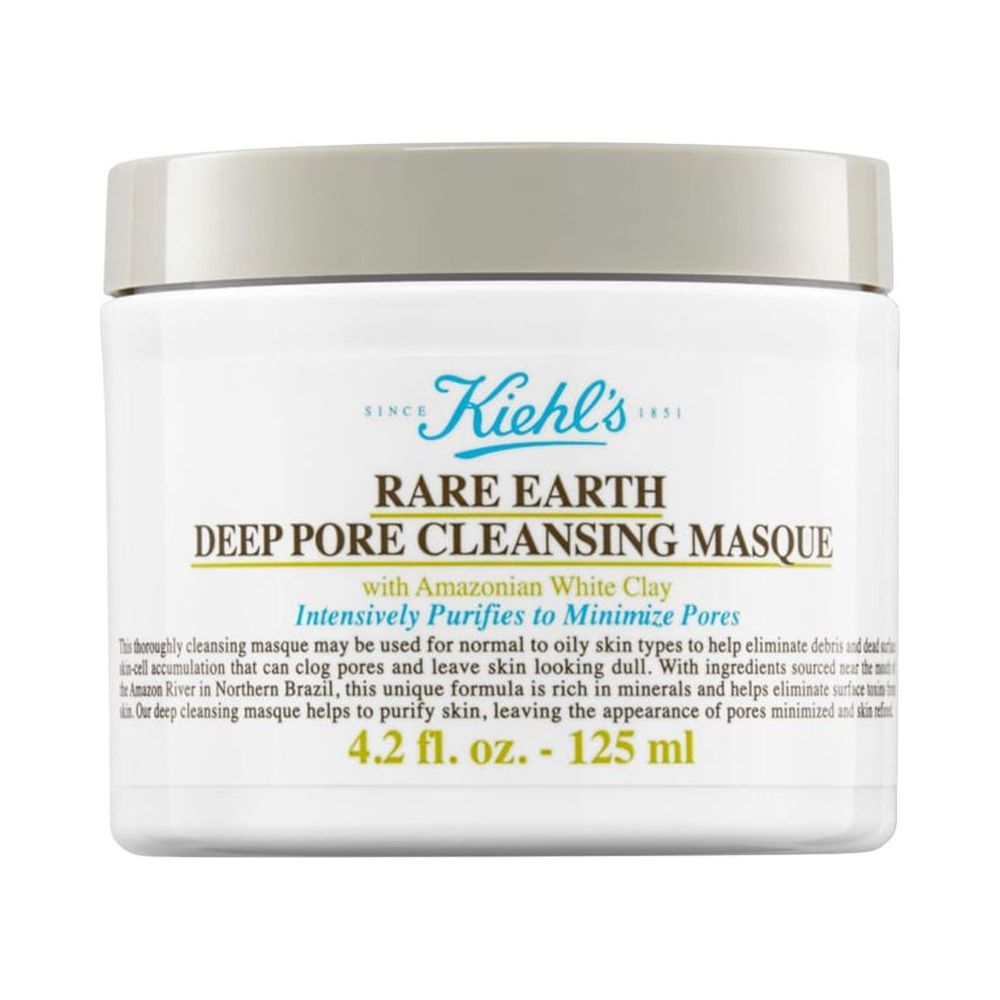 SINCE Kiehl's 1851
RARE EARTH
DEEP PORE CLEANSING MASQUE
with Amazonian White Clay
Intensively Purifies to Minimize Pores
This thoroughly cleansing masque may be used for normal to oily skin types to help eliminate debris and dead surface
skin-cell accumulation that can clog pores and leave skin looking dull. With ingredients sourced near the mouth of
the Amazon River in Northern Brazil, this unique formula is rich in minerals and helps eliminate surface toxins from
skin. Our deep cleansing masque helps to purify skin, leaving the appearance of pores minimized and skin refined.
4.2 fl. oz. - 125 ml